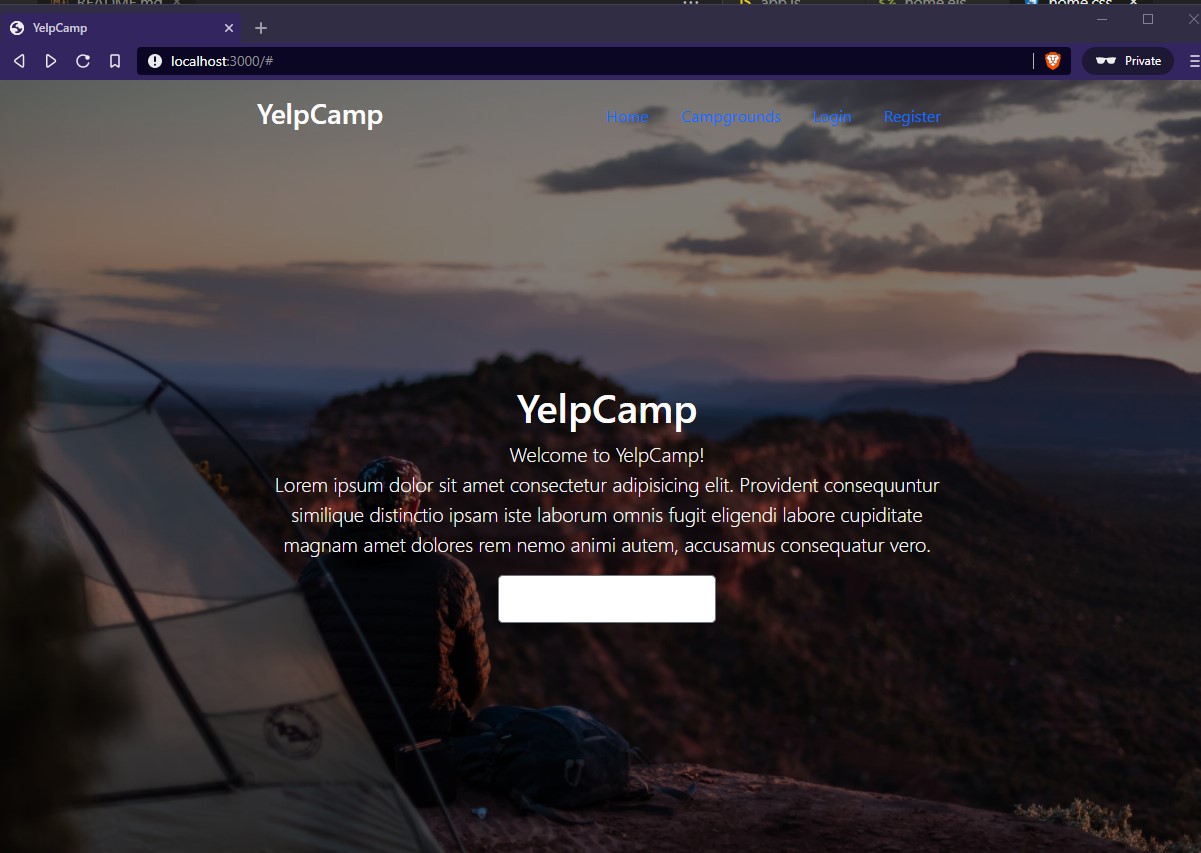 YelpCamp
localhost:3000/#
Private
YelpCamp
Home Campgrounds Login Register
YelpCamp
Welcome to YelpCamp!
Lorem ipsum dolor sit amet consectetur adipisicing elit. Provident consequuntur
similique distinctio ipsam iste laborum omnis fugit eligendi labore cupiditate
magnam amet dolores rem nemo animi autem, accusamus consequatur vero.